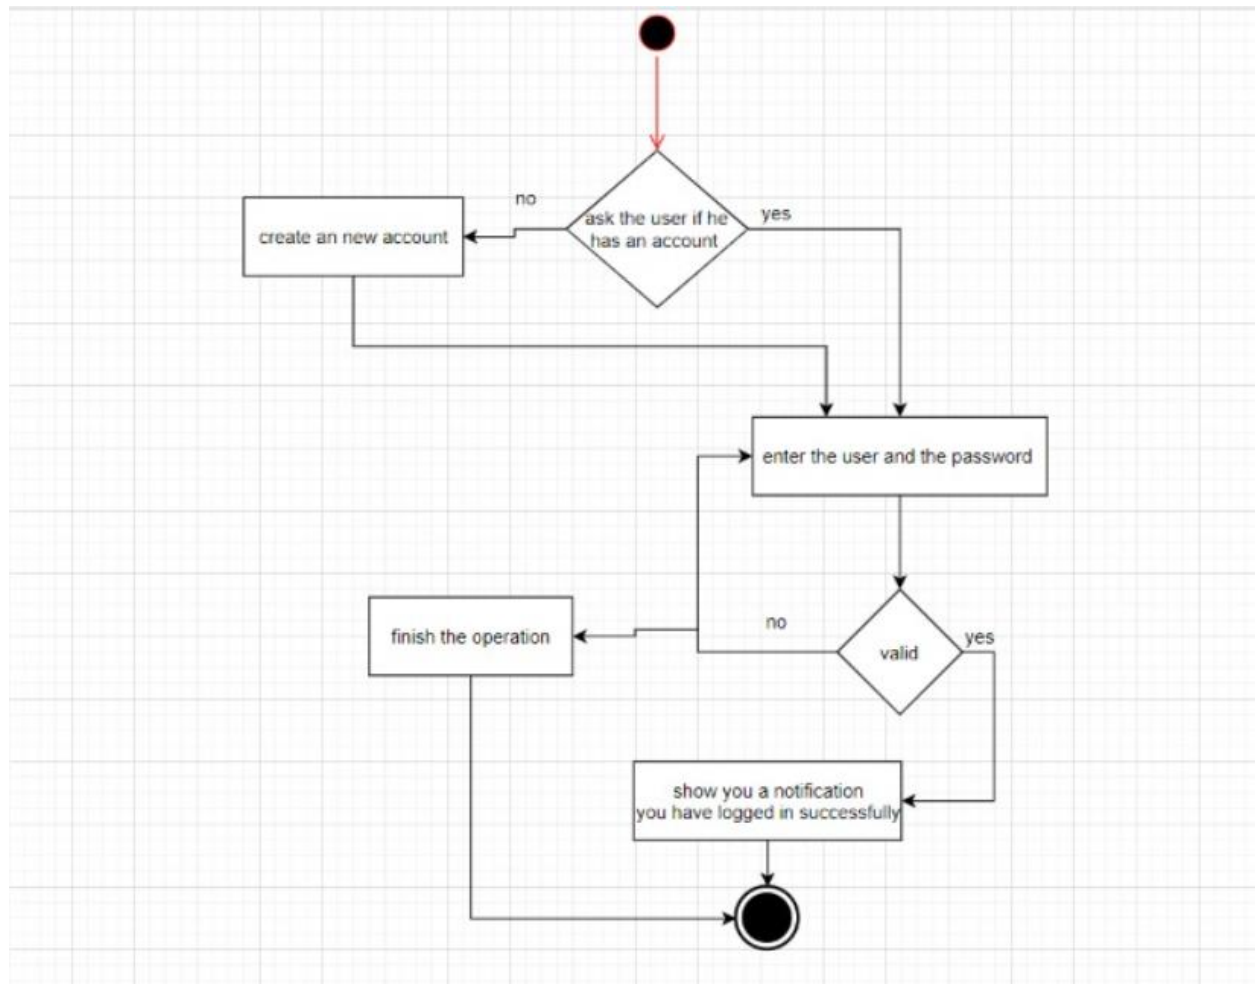 no
ask the user if he
has an account
yes
create an new account
enter the user and the password
no
yes
valid
finish the operation
show you a notification
you have logged in successfully